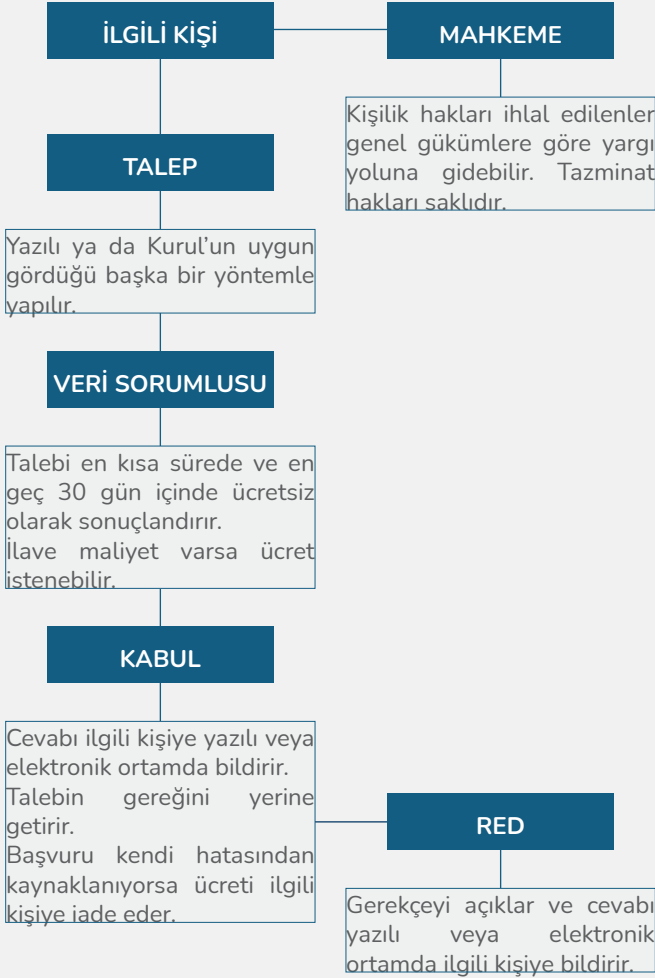 İLGİLİ KİŞİ
MAHKEME
Kişilik hakları ihlal edilenler
genel gükümlere göre yargı
yoluna gidebilir. Tazminat
hakları saklıdır.
TALEP
Yazılı ya da Kurul’un uygun
gördüğü başka bir yöntemle
yapılır.
VERİ SORUMLUSU
Talebi en kısa sürede ve en
geç 30 gün içinde ücretsiz
olarak sonuçlandırır.
İlave maliyet varsa ücret
istenebilir.
KABUL
Cevabı ilgili kişiye yazılı veya
elektronik ortamda bildirir.
Talebin gereğini yerine
getirir.
Başvuru kendi hatasından
kaynaklanıyorsa ücreti ilgili
kişiye iade eder.
RED
Gerekçeyi açıklar ve cevabı
yazılı veya elektronik
ortamda ilgili kişiye bildirir.